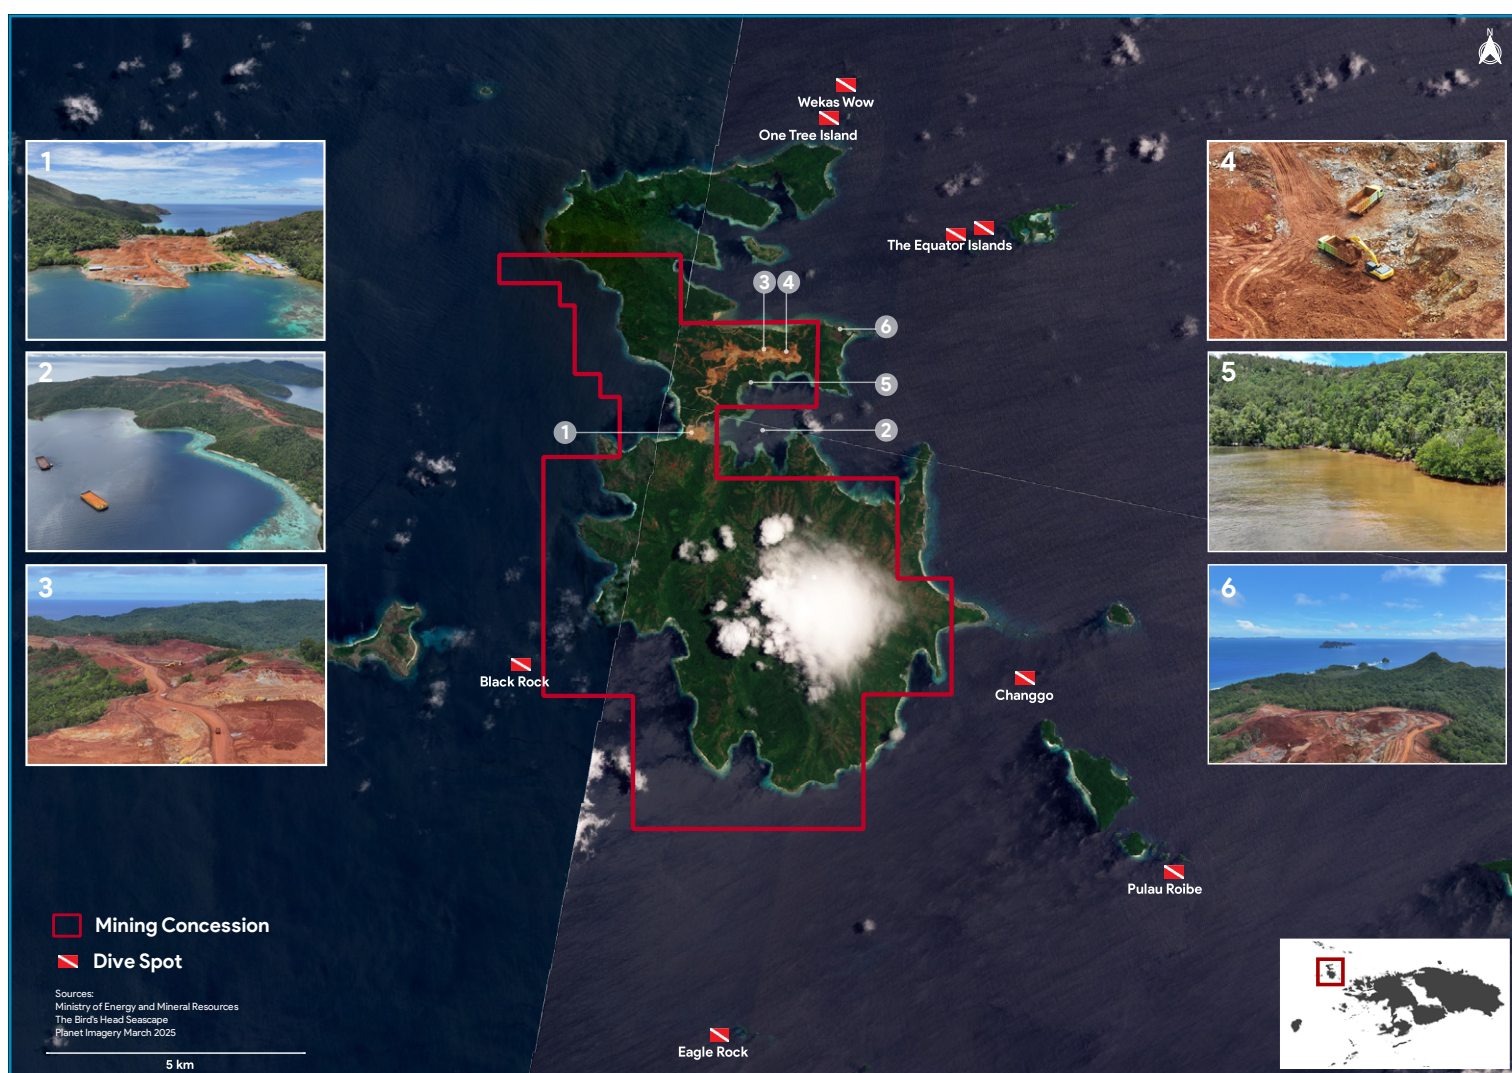 N
Wekas Wow
One Tree Island
The Equator Islands
1
2
3
4
5
6
3
4
6
5
1
2
Black Rock
Changgo
Pulau Roibe
Eagle Rock
Mining Concession
Dive Spot
Sources:
Ministry of Energy and Mineral Resources
The Bird's Head Seascape
Planet Imagery March 2025
5 km